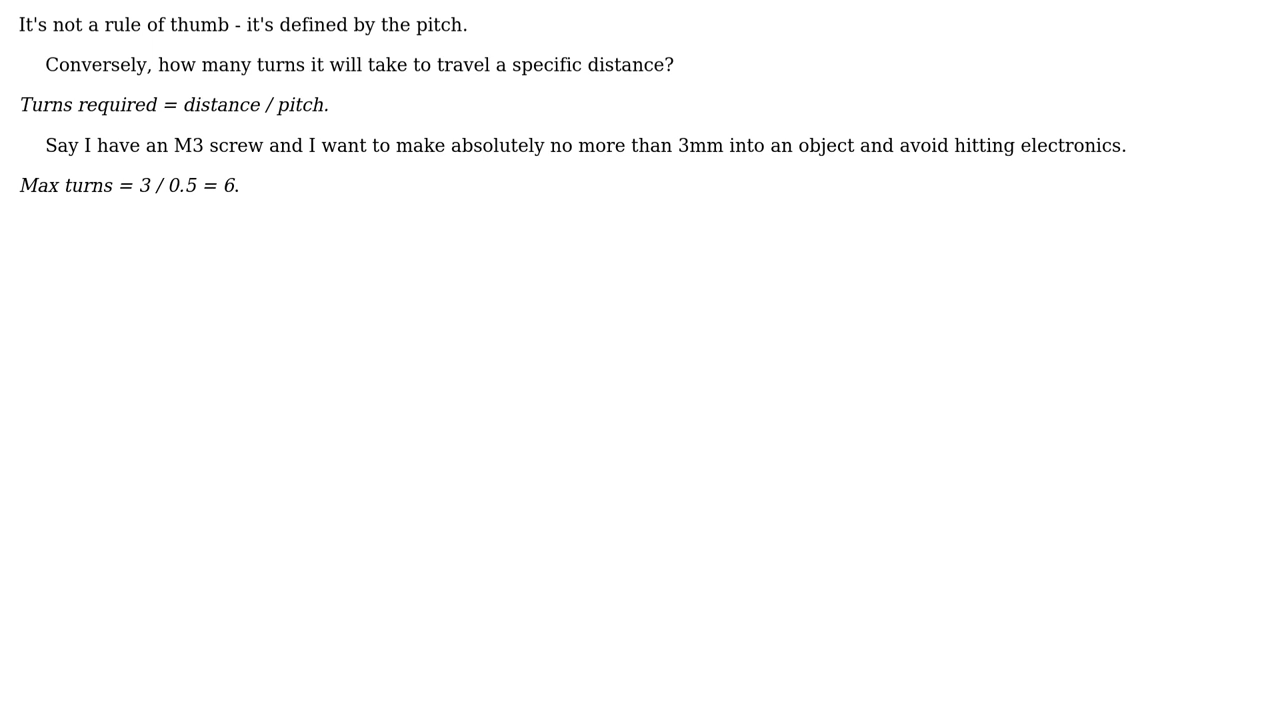 It's not a rule of thumb - it's defined by the pitch.
Conversely, how many turns it will take to travel a specific distance?
Turns required = distance / pitch.
Say I have an M3 screw and I want to make absolutely no more than 3mm into an object and avoid hitting electronics.
Max turns = 3 / 0.5 = 6.